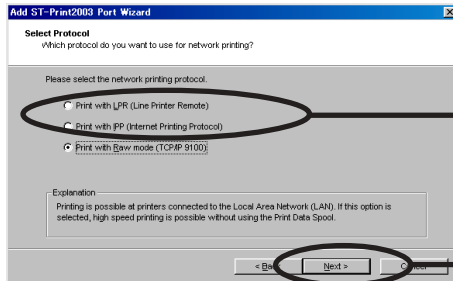 Add ST-Print2003 Port Wizard
Select Protocol
Which protocol do you want to use for network printing?
Please select the network printing protocol.
Print with LPR (Line Printer Remote)
Print with IPP (Internet Printing Protocol)
Print with Raw mode (TCP/IP 9100)
Explanation
Printing is possible at printers connected to the Local Area Network (LAN). If this option is
selected, high speed printing is possible without using the Print Data Spool.
Next >